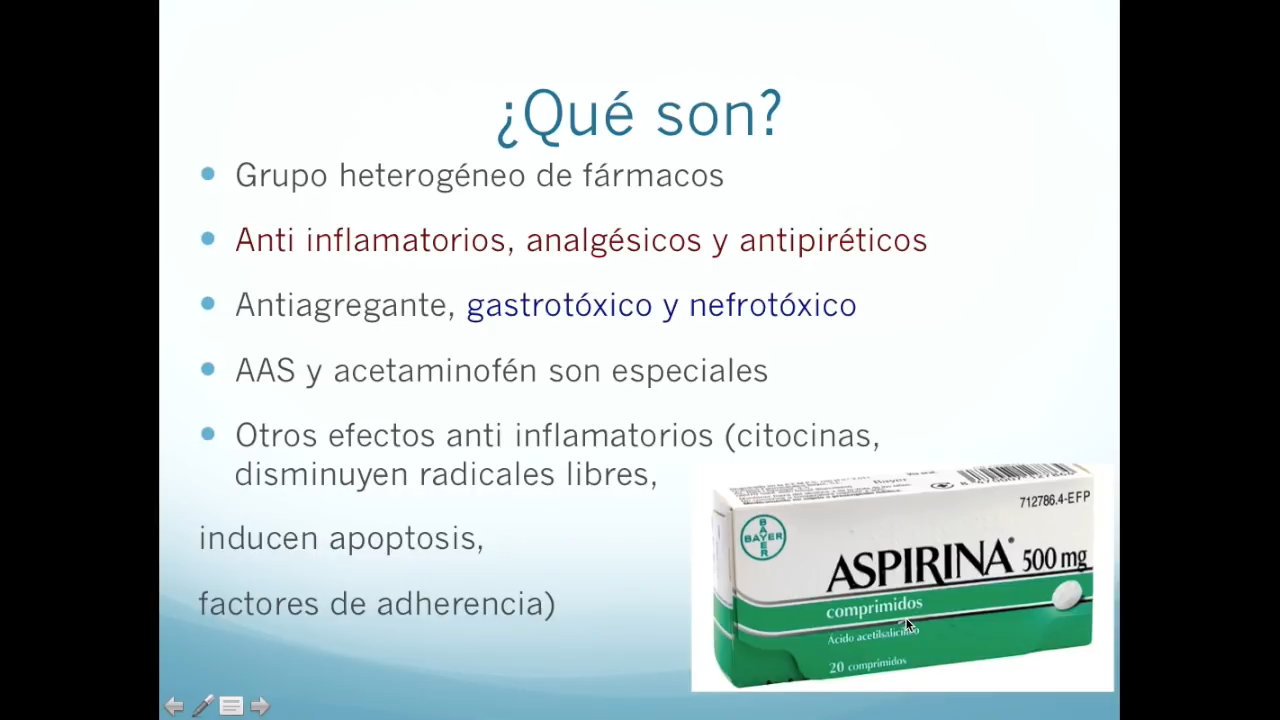 ¿Qué son?
Grupo heterogéneo de fármacos
Anti inflamatorios, analgésicos y antipiréticos
Antiagregante, gastrotóxico y nefrotóxico
AAS y acetaminofén son especiales
Otros efectos anti inflamatorios (citocinas,
disminuyen radicales libres,
inducen apoptosis,
factores de adherencia)
Bayer
712786.4-EFP
BAYER
BAYER
ASPIRINA® 500 mg
comprimidos
Ácido acetilsalicílico
20 comprimidos